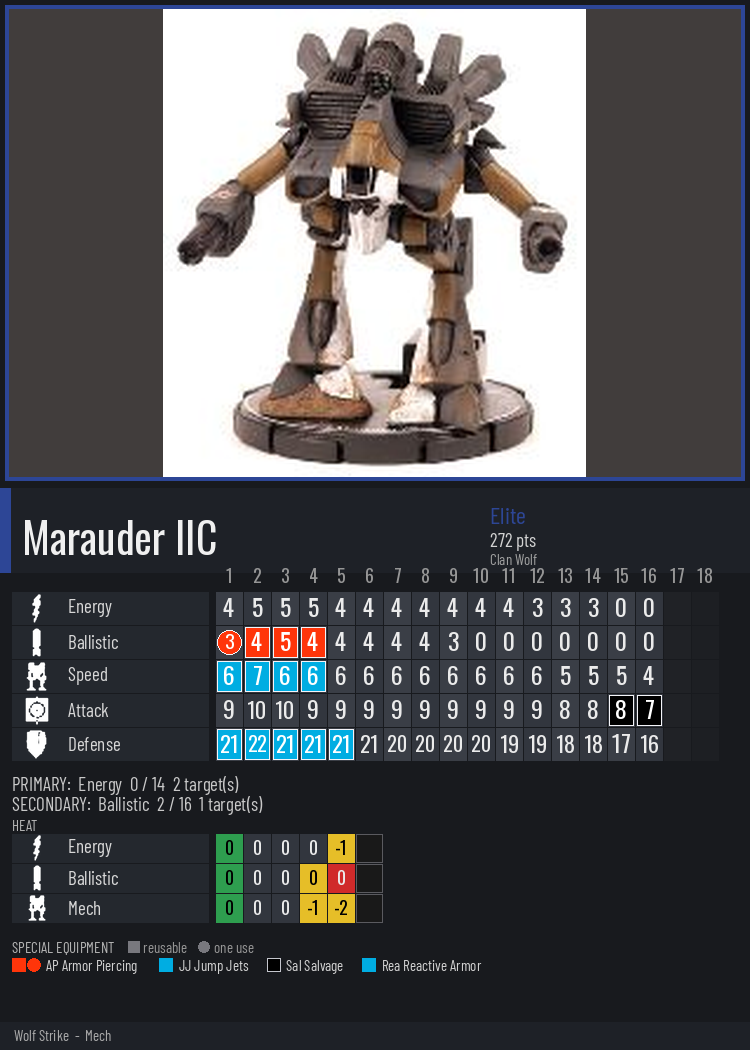 Marauder IIC
Elite
272 pts
Clan Wolf
1 2 3 4 5 6 7 8 9 10 11 12 13 14 15 16 17 18
Energy 4 5 5 5 4 4 4 4 4 4 4 3 3 3 0 0
Ballistic 3 4 5 4 4 4 4 4 3 0 0 0 0 0 0 0
Speed 6 7 6 6 6 6 6 6 6 6 6 6 5 5 5 4
Attack 9 10 10 9 9 9 9 9 9 9 9 9 8 8 8 7
Defense 21 22 21 21 21 21 20 20 20 20 19 19 18 18 17 16
PRIMARY: Energy 0 / 14 2 target(s)
SECONDARY: Ballistic 2 / 16 1 target(s)
HEAT
Energy 0 0 0 0 -1
Ballistic 0 0 0 0 0
Mech 0 0 0 -1 -2
SPECIAL EQUIPMENT reusable one use
AP Armor Piercing JJ Jump Jets Sal Salvage Rea Reactive Armor
Wolf Strike - Mech